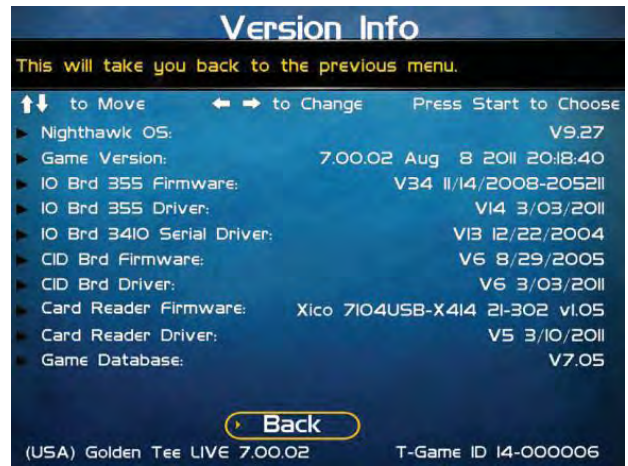 Version Info
This will take you back to the previous menu.
to Move to Change Press Start to Choose
Nighthawk OS: V9.27
Game Version: 7.00.02 Aug 8 2011 20:18:40
IO Brd 355 Firmware: V34 11/14/2008-205211
IO Brd 355 Driver: V14 3/03/2011
IO Brd 3410 Serial Driver: V13 12/22/2004
CID Brd Firmware: V6 8/29/2005
CID Brd Driver: V6 3/03/2011
Card Reader Firmware: Xico 7104USB-X414 21-302 v1.05
Card Reader Driver: V5 3/10/2011
Game Database: V7.05
Back
(USA) Golden Tee LIVE 7.00.02 T-Game ID 14-000006